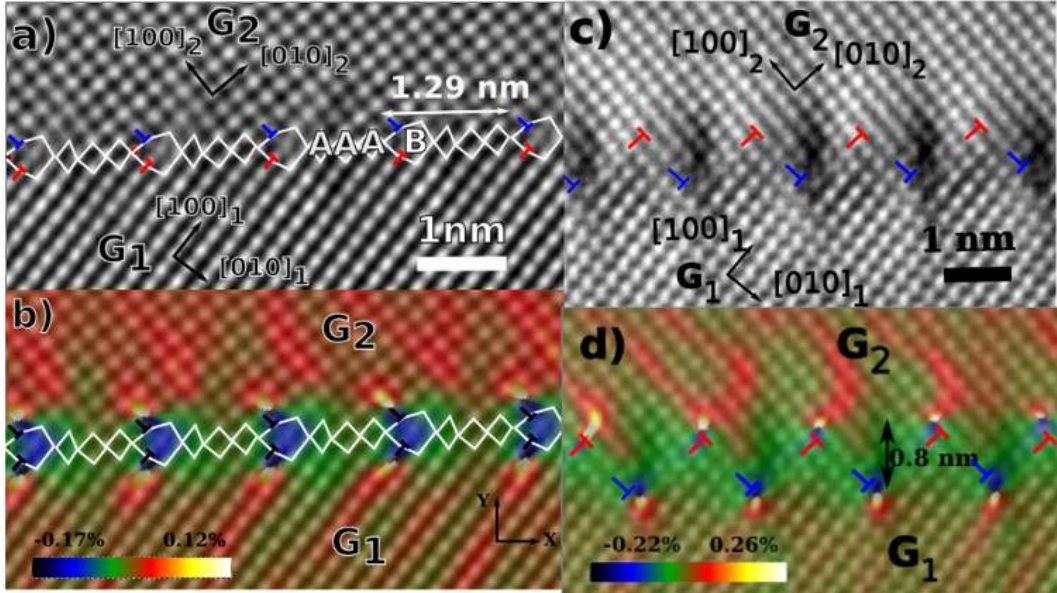 a)
G2
[100]2
[010]2
1.29 nm
AAA
B
[100]1
G1
[010]1
1nm
b)
G2
-0.17%
0.12%
G1
Y
X
c)
G2
[100]2
[010]2
[100]1
G1
[010]1
1 nm
d)
G2
0.8 nm
-0.22%
0.26%
G1